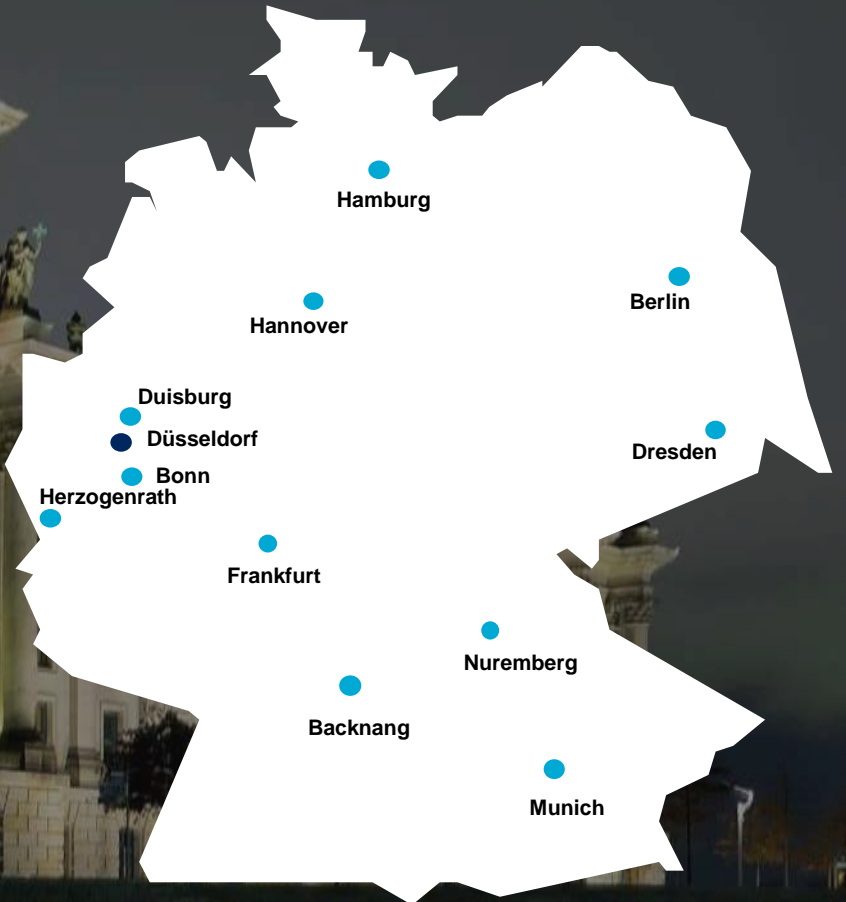 Hamburg
Berlin
Hannover
Duisburg
Düsseldorf
Dresden
Bonn
Herzogenrath
Frankfurt
Nuremberg
Backnang
Munich